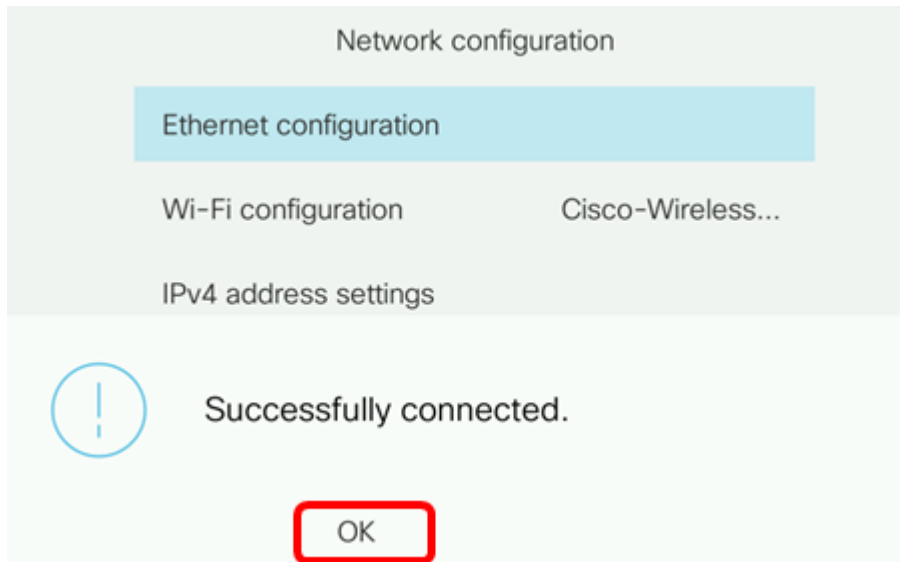 Network configuration
Ethernet configuration
Wi-Fi configuration Cisco-Wireless...
IPv4 address settings
Successfully connected.
OK